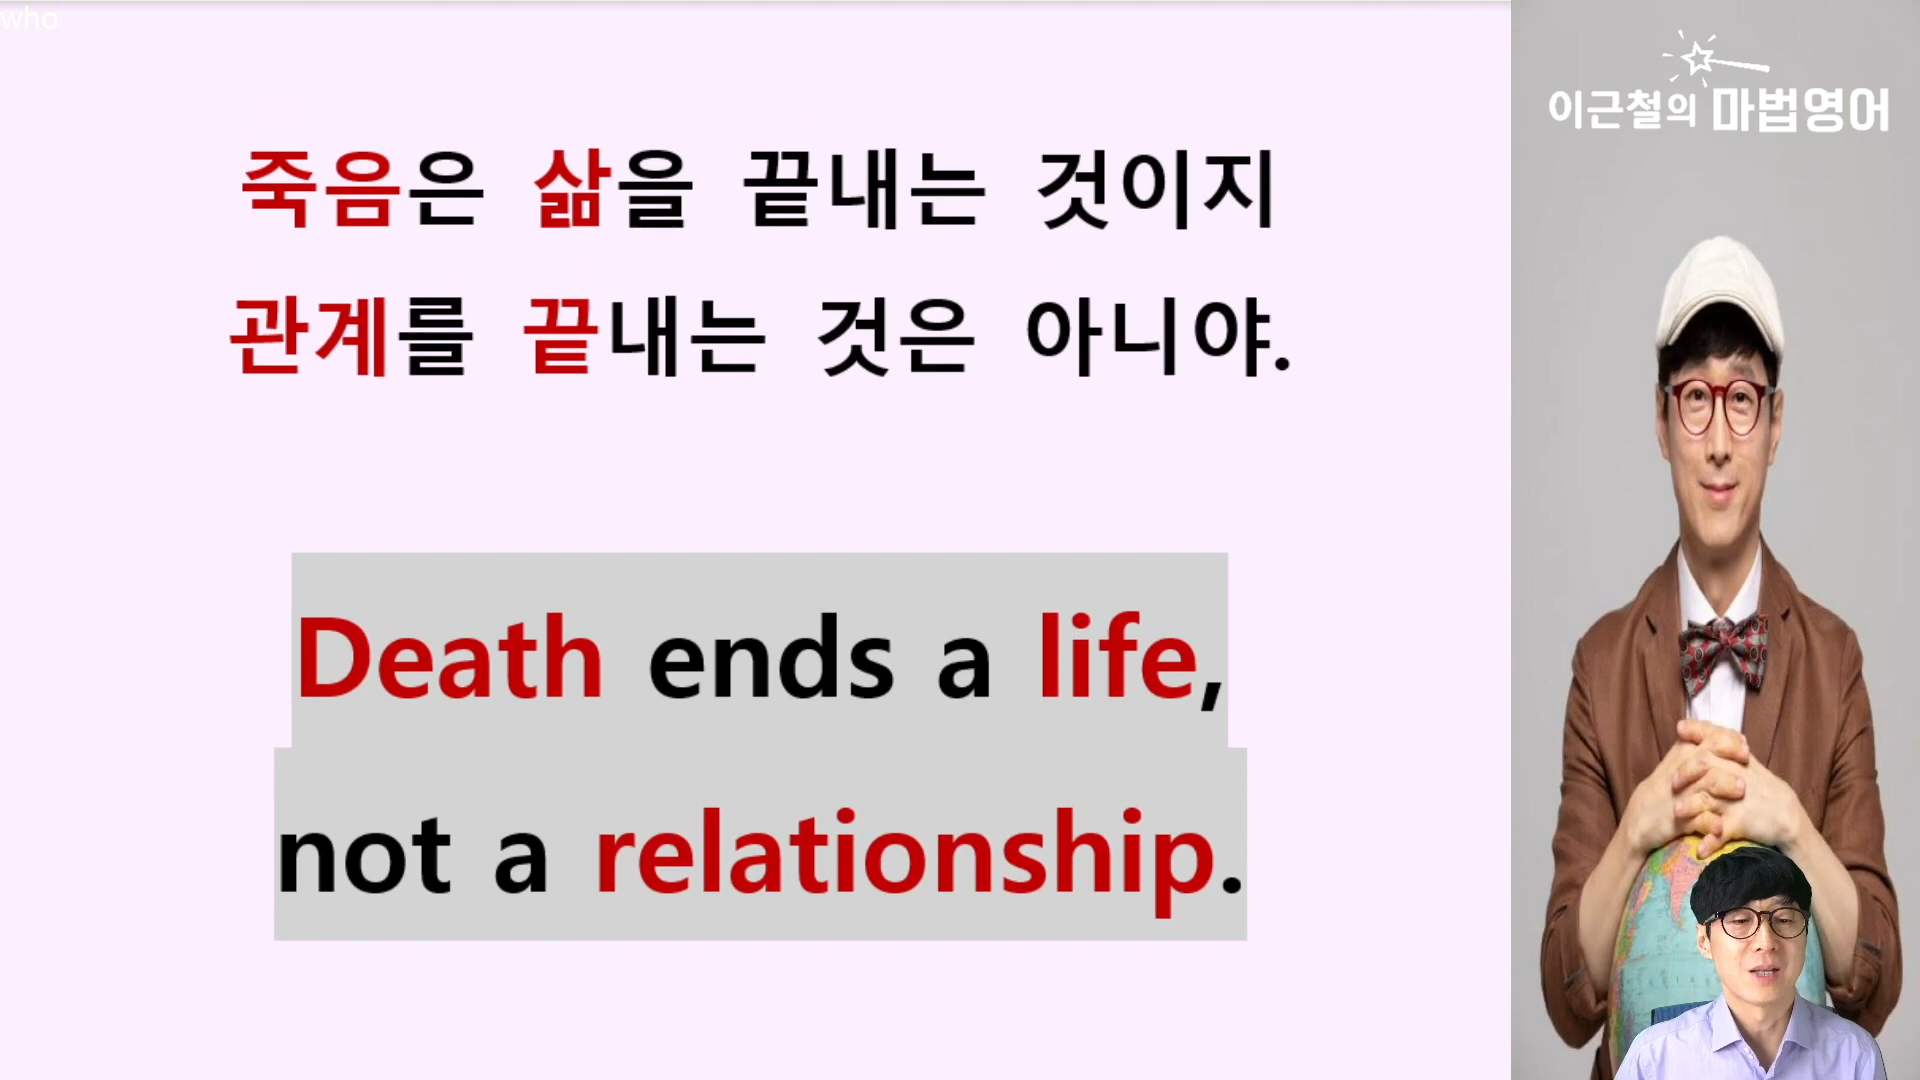 who
이근철의 마법영어
죽음은 삶을 끝내는 것이지
관계를 끝내는 것은 아니야.
Death ends a life,
not a relationship.